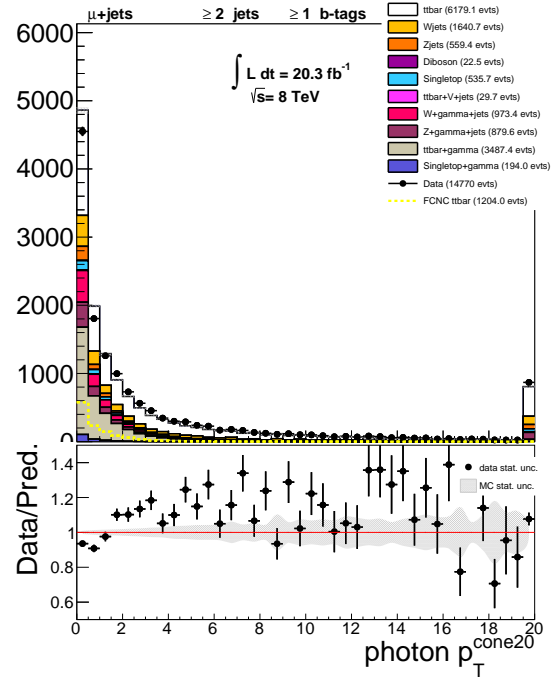 μ+jets ≥ 2 jets ≥ 1 b-tags
∫ L dt = 20.3 fb⁻¹
√s= 8 TeV
ttbar (6179.1 evts)
Wjets (1640.7 evts)
Zjets (559.4 evts)
Diboson (22.5 evts)
Singletop (535.7 evts)
ttbar+V+jets (29.7 evts)
W+gamma+jets (973.4 evts)
Z+gamma+jets (879.6 evts)
ttbar+gamma (3487.4 evts)
Singletop+gamma (194.0 evts)
Data (14770 evts)
FCNC ttbar (1204.0 evts)
6000
5000
4000
3000
2000
1000
0
Data/Pred.
1.4
1.2
1
0.8
0.6
data stat. unc.
MC stat. unc.
0 2 4 6 8 10 12 14 16 18 20
photon p_T^cone20